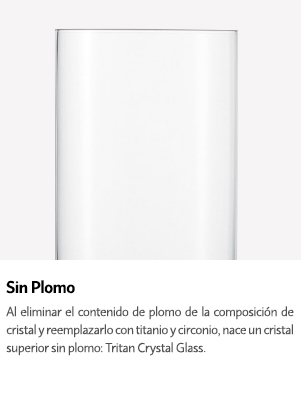 Sin Plomo
Al eliminar el contenido de plomo de la composición de
cristal y reemplazarlo con titanio y circonio, nace un cristal
superior sin plomo: Tritan Crystal Glass.